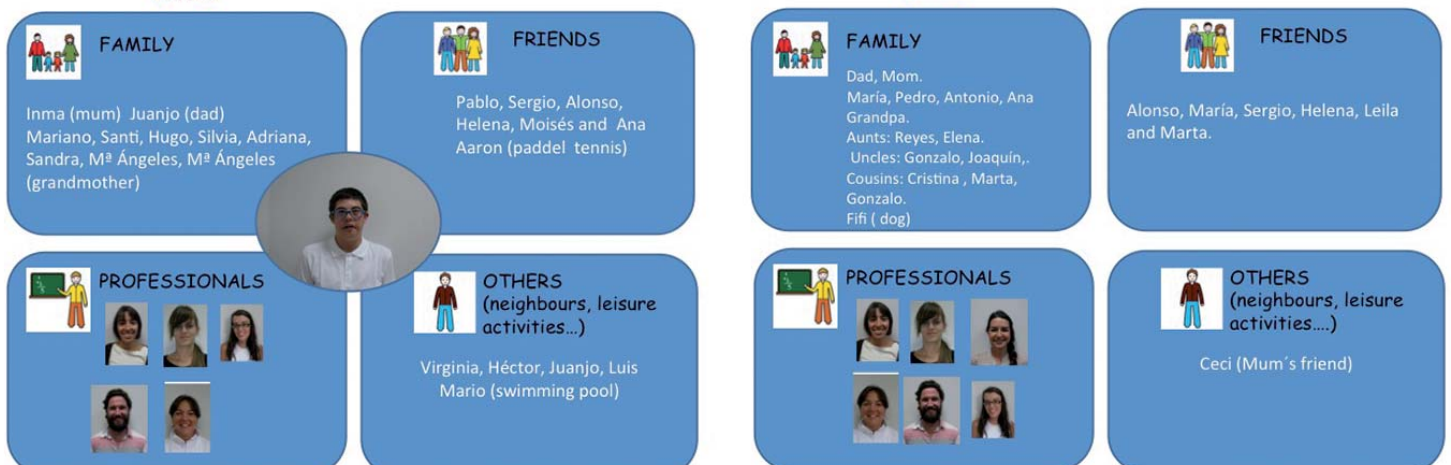 FAMILY
Inma (mum)  Juanjo (dad)
Mariano, Santi, Hugo, Silvia, Adriana,
Sandra, Mª Ángeles, Mª Ángeles
(grandmother)
FRIENDS
Pablo, Sergio, Alonso,
Helena, Moisés and  Ana
Aaron (paddel  tennis)
PROFESSIONALS
OTHERS
(neighbours, leisure
activities…)
Virginia, Héctor, Juanjo, Luis
Mario (swimming pool)
FAMILY
Dad, Mom.
María, Pedro, Antonio, Ana
Grandpa.
Aunts: Reyes, Elena.
Uncles: Gonzalo, Joaquín,.
Cousins: Cristina , Marta,
Gonzalo.
Fifi ( dog)
FRIENDS
Alonso, María, Sergio, Helena, Leila
and Marta.
PROFESSIONALS
OTHERS
(neighbours, leisure
activities….)
Ceci (Mum´s friend)